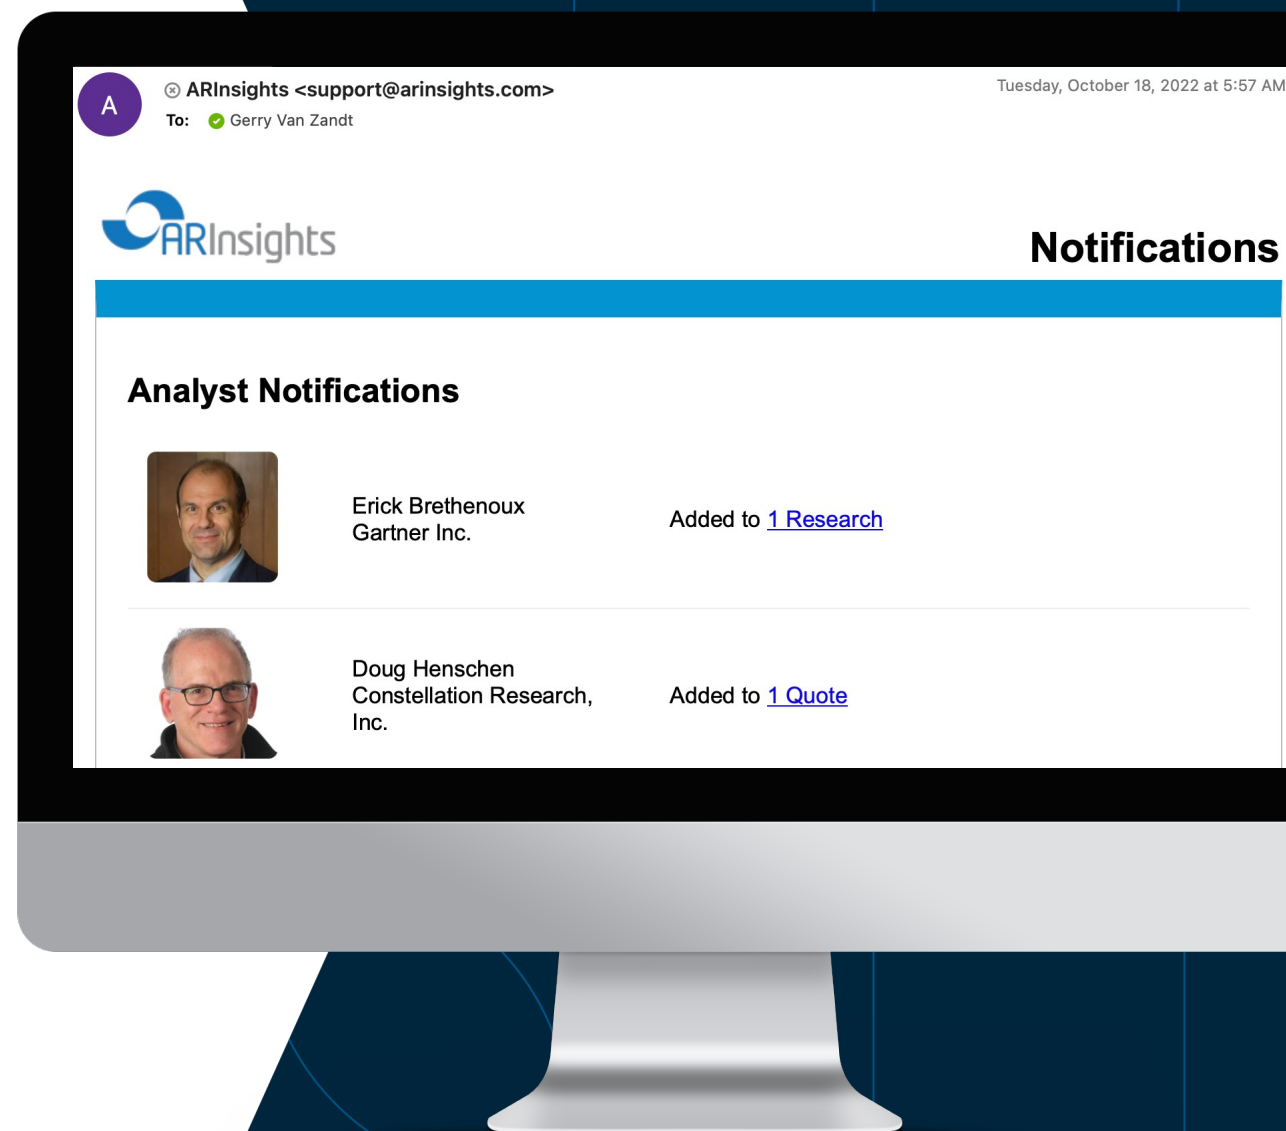 A
ARInsights <support@arinsights.com>
Tuesday, October 18, 2022 at 5:57 AM
To: Gerry Van Zandt
ARInsights
Notifications
Analyst Notifications
Erick Brethenoux
Gartner Inc.
Added to 1 Research
Doug Henschen
Constellation Research,
Inc.
Added to 1 Quote